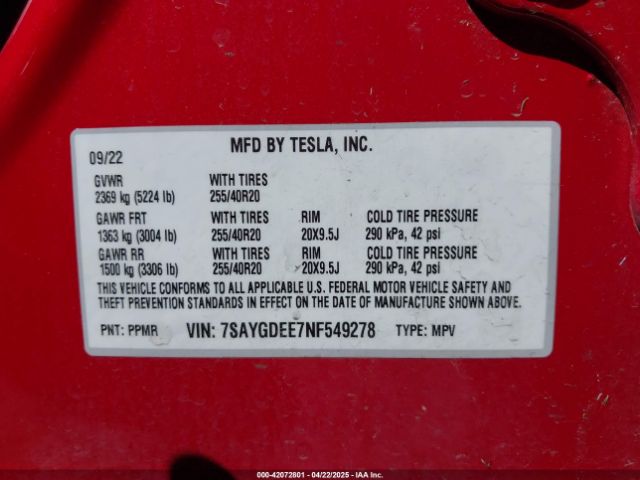 MFD BY TESLA, INC.
09/22
GVWR WITH TIRES
2369 kg (5224 lb) 255/40R20
GAWR FRT WITH TIRES RIM COLD TIRE PRESSURE
1363 kg (3004 lb) 255/40R20 20X9.5J 290 kPa, 42 psi
GAWR RR WITH TIRES RIM COLD TIRE PRESSURE
1500 kg (3306 lb) 255/40R20 20X9.5J 290 kPa, 42 psi
THIS VEHICLE CONFORMS TO ALL APPLICABLE U.S. FEDERAL MOTOR VEHICLE SAFETY AND
THEFT PREVENTION STANDARDS IN EFFECT ON THE DATE OF MANUFACTURE SHOWN ABOVE.
PNT: PPMR VIN: 7SAYGDEE7NF549278 TYPE: MPV
000-42072801 - 04/22/2025 - IAA Inc.